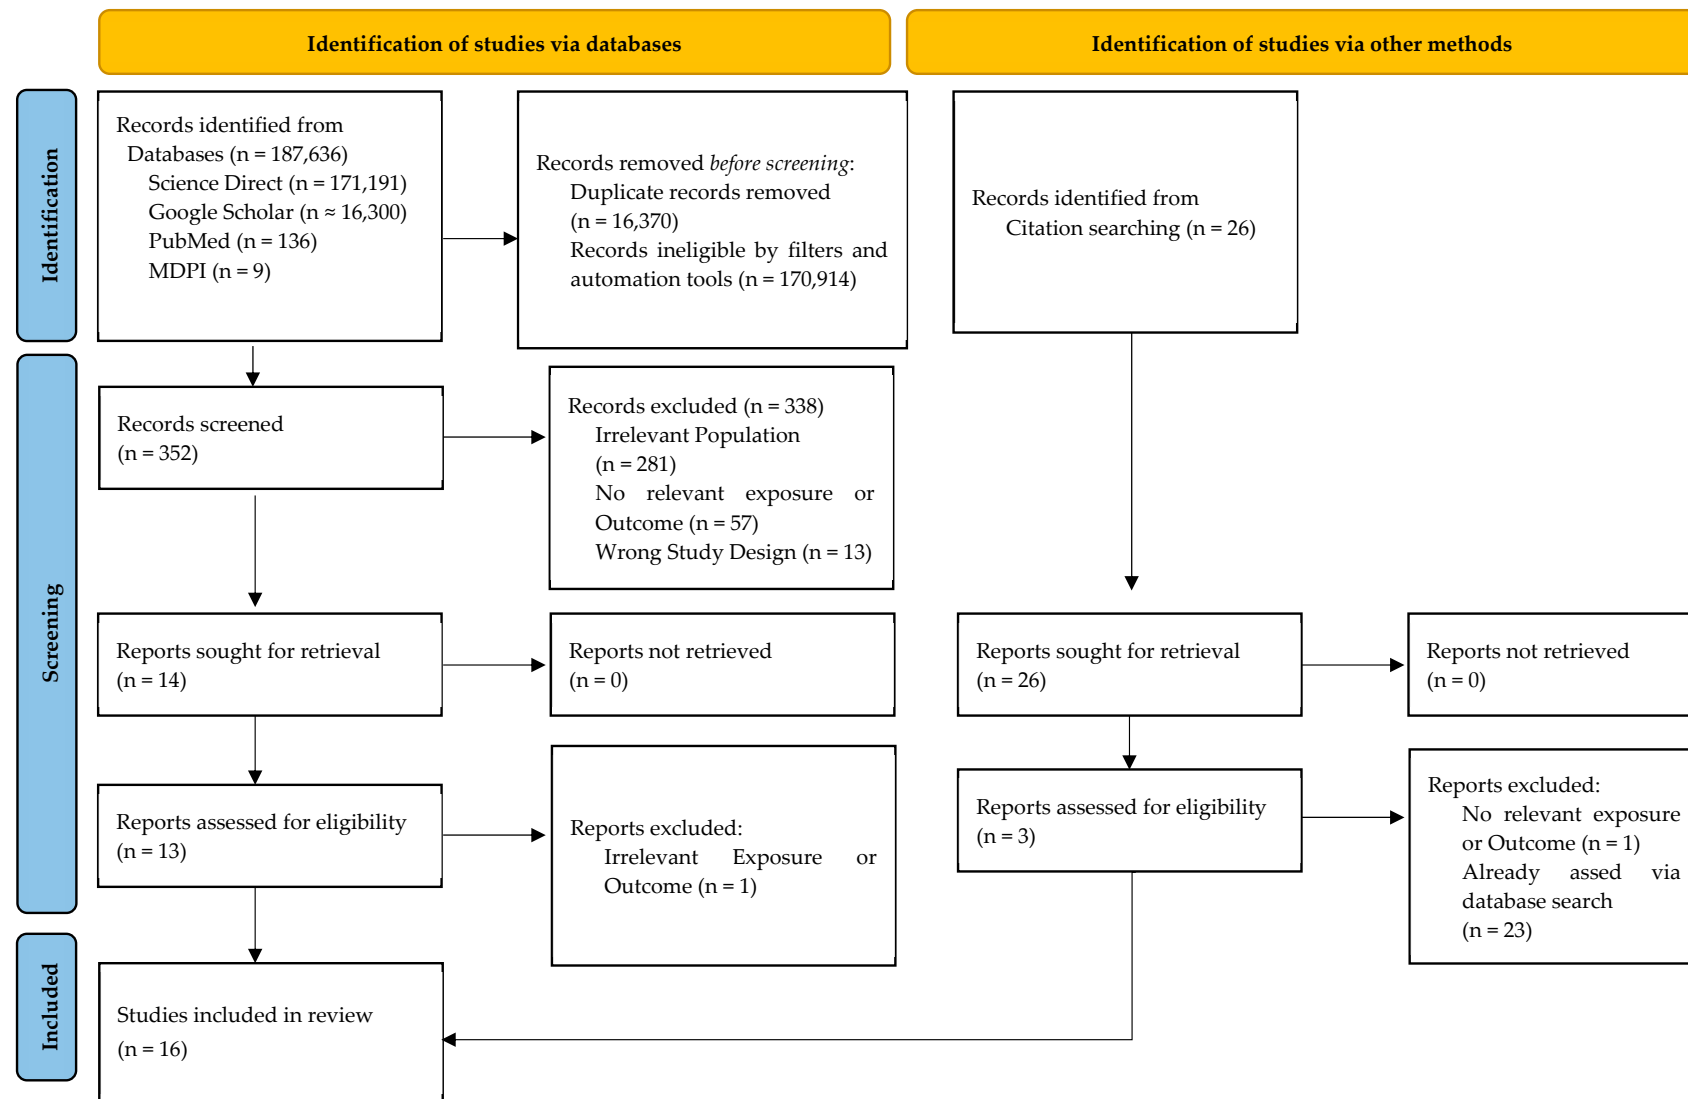 Identification of studies via databases
Identification of studies via other methods
Identification
Records identified from
Databases (n = 187,636)
Science Direct (n = 171,191)
Google Scholar (n ≈ 16,300)
PubMed (n = 136)
MDPI (n = 9)
Records removed before screening:
Duplicate records removed
(n = 16,370)
Records ineligible by filters and
automation tools (n = 170,914)
Records identified from
Citation searching (n = 26)
Screening
Records screened
(n = 352)
Records excluded (n = 338)
Irrelevant Population
(n = 281)
No relevant exposure or
Outcome (n = 57)
Wrong Study Design (n = 13)
Reports sought for retrieval
(n = 14)
Reports not retrieved
(n = 0)
Reports sought for retrieval
(n = 26)
Reports not retrieved
(n = 0)
Reports assessed for eligibility
(n = 13)
Reports excluded:
Irrelevant Exposure or
Outcome (n = 1)
Reports assessed for eligibility
(n = 3)
Reports excluded:
No relevant exposure
or Outcome (n = 1)
Already assed via
database search
(n = 23)
Included
Studies included in review
(n = 16)